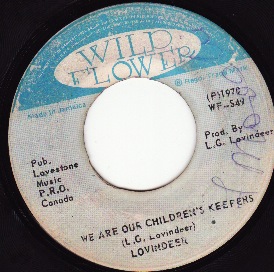 WILD
FLOWER
Made in Jamaica
(P)1978
WF-549
Prod. By
L.G. Lovindeer
Pub.
Lovestone
Music
P.R.O.
Canada
WE ARE OUR CHILDREN'S KEEPERS
(L.G. Lovindeer)
LOVINDEER